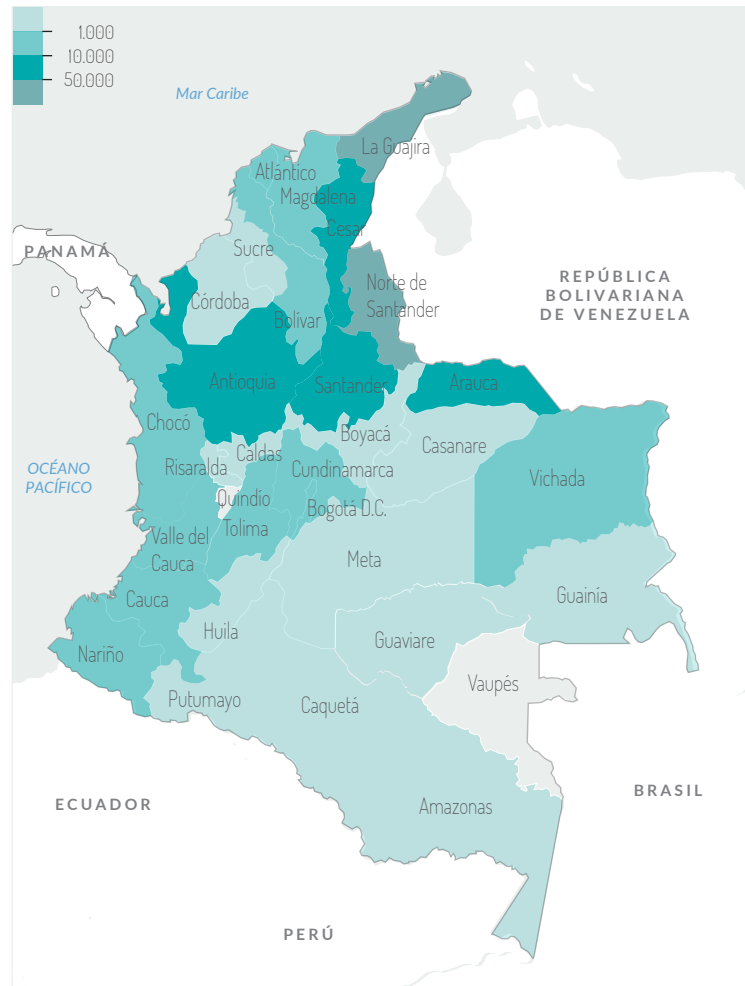 1.000
10.000
50.000
Mar Caribe
La Guajira
Atlántico
Magdalena
Cesar
PANAMÁ
Sucre
Norte de
Santander
REPÚBLICA
BOLIVARIANA
DE VENEZUELA
Córdoba
Bolívar
Antioquia
Santander
Arauca
Chocó
Boyacá
Casanare
OCÉANO
PACÍFICO
Risaralda
Caldas
Cundinamarca
Vichada
Quindío
Bogotá D.C.
Tolima
Valle del
Cauca
Meta
Cauca
Guainía
Huila
Guaviare
Nariño
Vaupés
Putumayo
Caquetá
ECUADOR
Amazonas
BRASIL
PERÚ